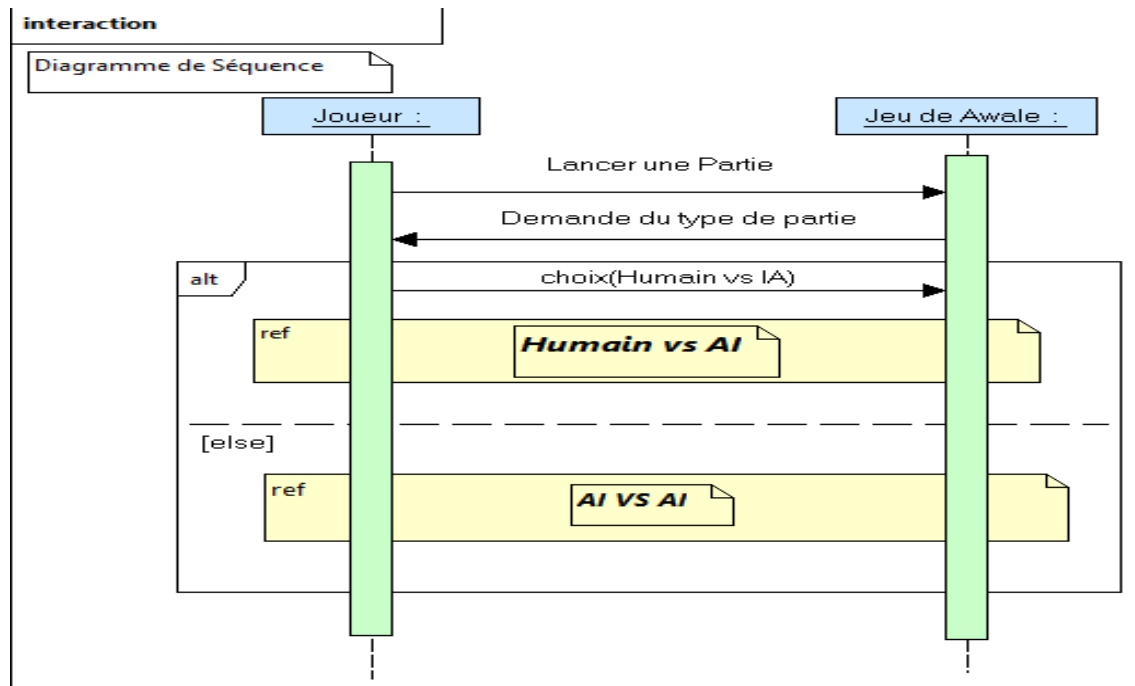 interaction
Diagramme de Séquence
Joueur :
Jeu de Awale :
Lancer une Partie
Demande du type de partie
alt
choix(Humain vs IA)
ref
Humain vs AI
[else]
ref
AI VS AI